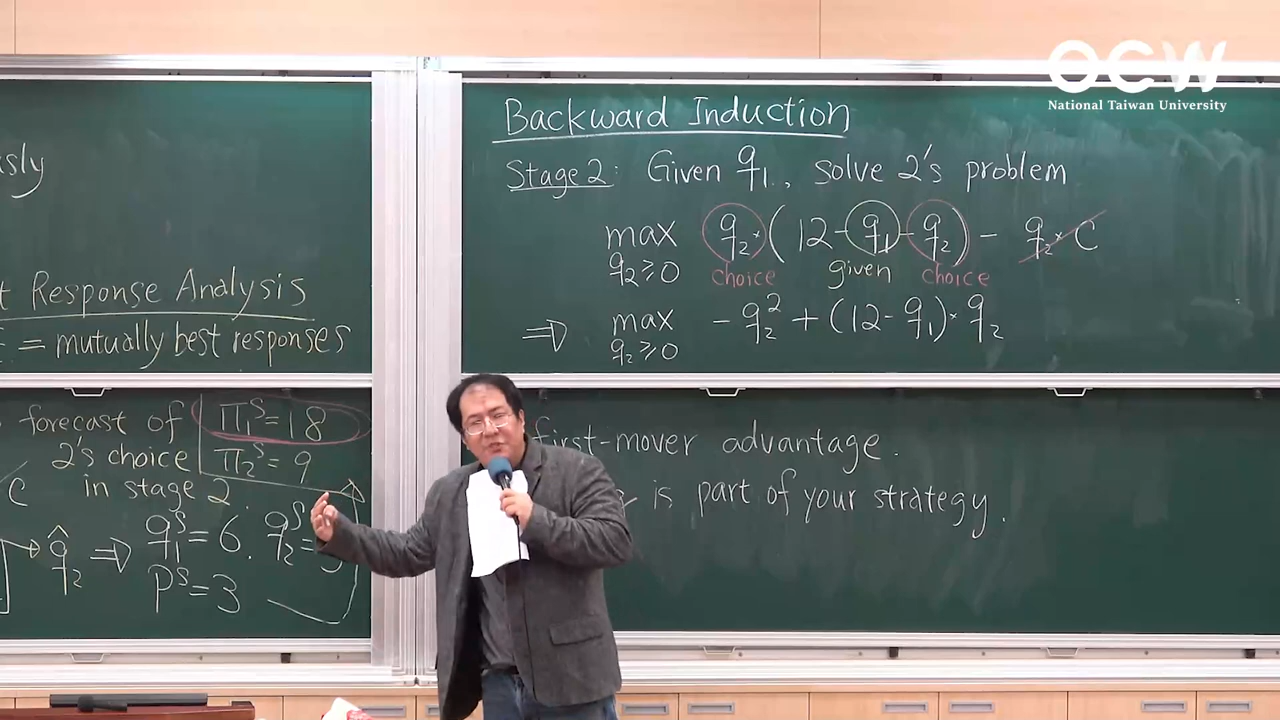 OCW
National Taiwan University
Response Analysis
= mutually best responses
forecast of
2's choice
in stage 2.
π₁ˢ = 18
π₂ˢ = 9
C
q̂₂ ⇒ q₁ˢ = 6. q₂ˢ =
Pˢ = 3
Backward Induction
Stage 2: Given q₁, solve 2's problem
max q₂≥0 q₂ × (12 - q₁ - q₂) - q₂ × C
choice given choice
⇒ max q₂≥0 -q₂² + (12 - q₁) × q₂
first-mover advantage.
is part of your strategy.